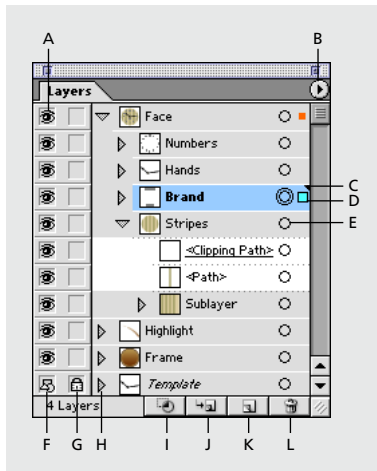 A B
Layers
Face
Numbers
Hands
C
Brand
D
Stripes E
<Clipping Path>
<Path>
Sublayer
Highlight
Frame
Template
4 Layers
F G H I J K L